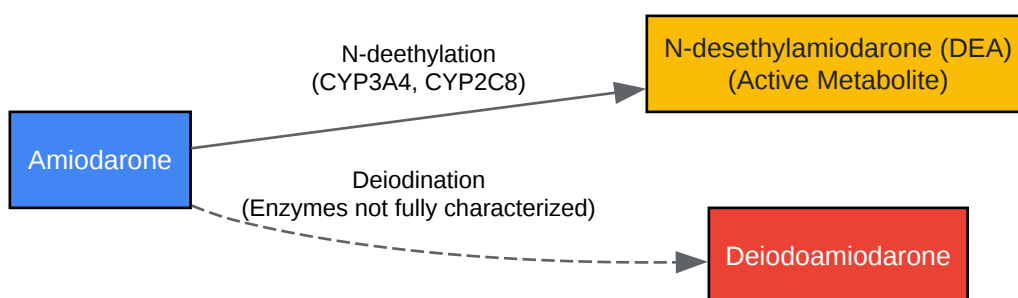 N-deethylation
(CYP3A4, CYP2C8)
N-desethylamiodarone (DEA)
(Active Metabolite)
Amiodarone
Deiodination
(Enzymes not fully characterized)
Deiodoamiodarone